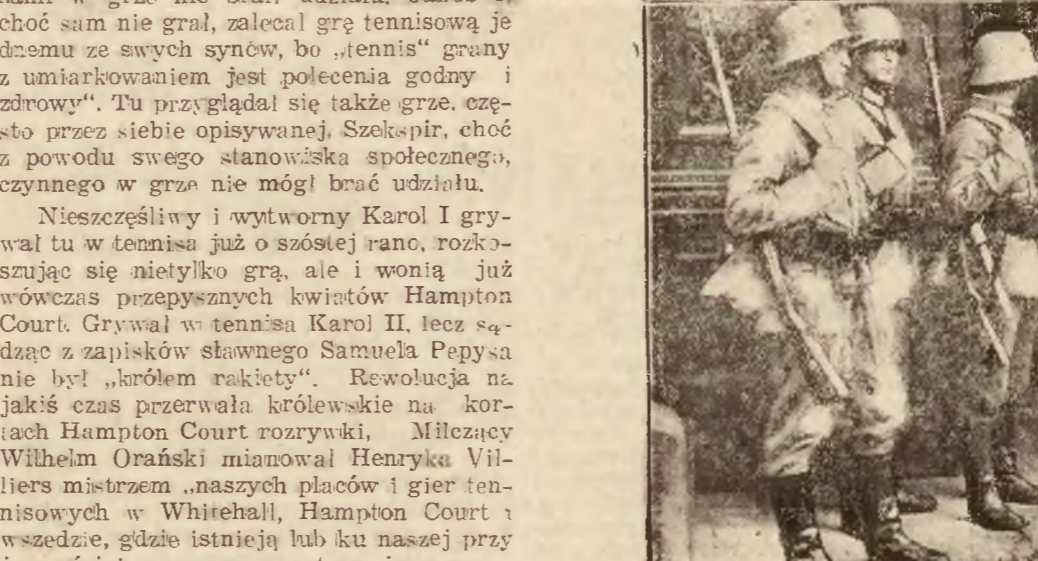 choć sam nie grał, zalecal grę tennisową je
dnemu ze swych synów, bo „tennis“ grany
z umiarkowaniem jest polecenia godny i
zdrowy“. Tu przyglądal się także grze, czę-
sto przez siebie opisywanej, Szekspir, choć
z powodu swego stanowiska społecznego,
czynnego w grze nie mógł brać udziału.
Nieszczęśliwy i wytworny Karol I gry-
wał tu w tennisa już o szóstej rano, rozko-
szując się nietylko grą, ale i wonią już
wówczas przepysznych kwiatów Hampton
Court. Grywał w tennisa Karol II, lecz są-
dząc z zapisków sławnego Samuela Pepysa
nie był „królem rakiety“. Rewolucja na
jakiś czas przerwała królewskie na kor-
tach Hampton Court rozrywki, Milczący
Wilhelm Orański mianował Henryka Vil-
liers mistrzem „naszych placów i gier ten-
nisowych w Whitehall, Hampton Court i
wszędzie, gdzie istnieją lub ku naszej przy